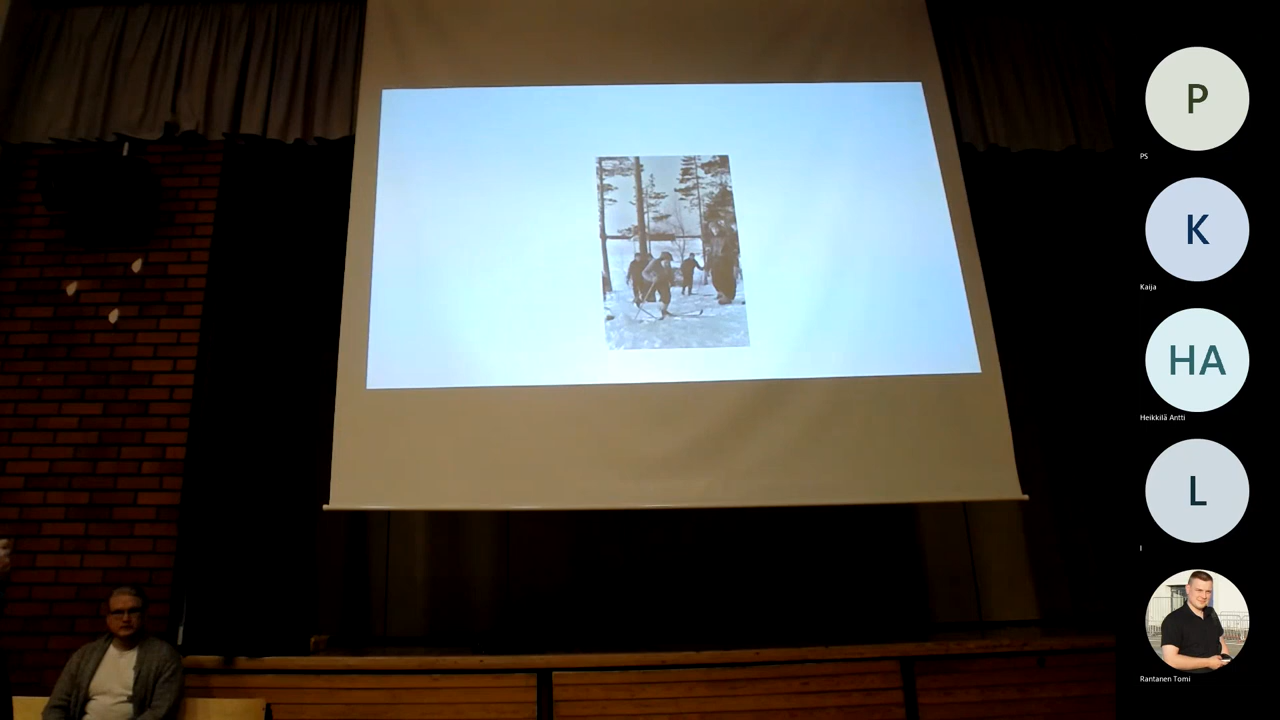 P
PS
K
Kaija
HA
Heikkilä Antti
L
l
Rantanen Tomi